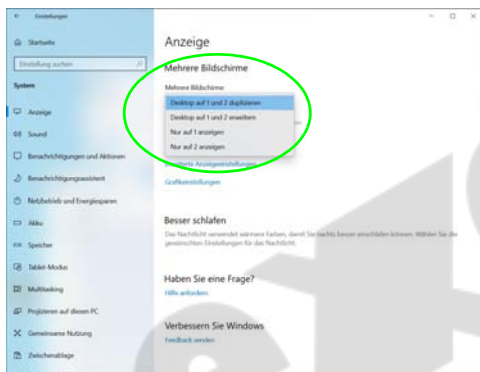 Einstellungen
Startseite
Einstellung suchen
System
Anzeige
Sound
Benachrichtigungen und Aktionen
Benachrichtigungsassistent
Netzbetrieb und Energiesparen
Akku
Speicher
Tablet-Modus
Multitasking
Projizieren auf diesen PC
Gemeinsame Nutzung
Zwischenablage
Anzeige
Mehrere Bildschirme
Mehrere Bildschirme
Desktop auf 1 und 2 duplizieren
Desktop auf 1 und 2 erweitern
Nur auf 1 anzeigen
Nur auf 2 anzeigen
Erweiterte Anzeigeeinstellungen
Grafikeinstellungen
Besser schlafen
Das Nachtlicht verwendet wärmere Farben, damit Sie nachts besser einschlafen können. Wählen Sie die
gewünschten Einstellungen für das Nachtlicht.
Haben Sie eine Frage?
Hilfe anfordern
Verbessern Sie Windows
Feedback senden